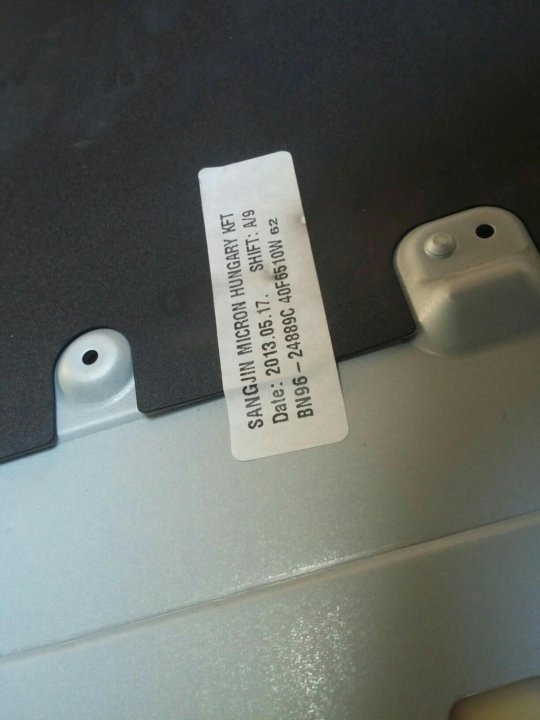 SANGJIN MICRON HUNGARY KFT
Date: 2013.05.17. SHIFT: A/9
BN96-24889C 40F6510W 62